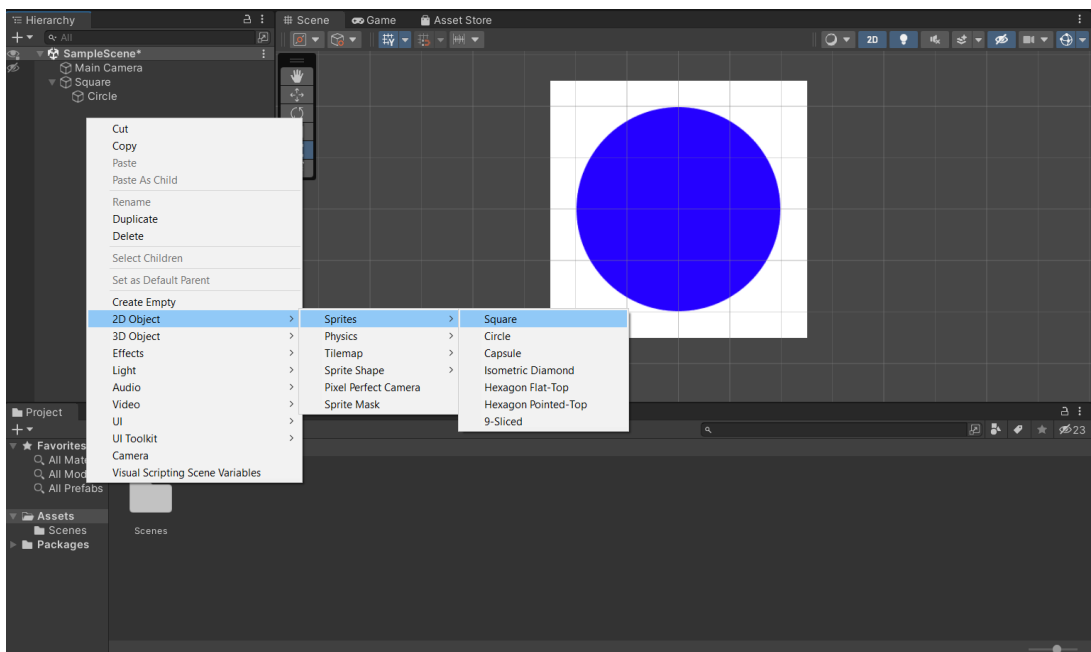 Hierarchy
All
SampleScene*
Main Camera
Square
Circle
Scene
Game
Asset Store
2D
Cut
Copy
Paste
Paste As Child
Rename
Duplicate
Delete
Select Children
Set as Default Parent
Create Empty
2D Object
3D Object
Effects
Light
Audio
Video
UI
UI Toolkit
Camera
Visual Scripting Scene Variables
Sprites
Physics
Tilemap
Sprite Shape
Pixel Perfect Camera
Sprite Mask
Square
Circle
Capsule
Isometric Diamond
Hexagon Flat-Top
Hexagon Pointed-Top
9-Sliced
Project
23
Favorites
All Mate
All Mod
All Prefabs
Assets
Scenes
Packages
Scenes